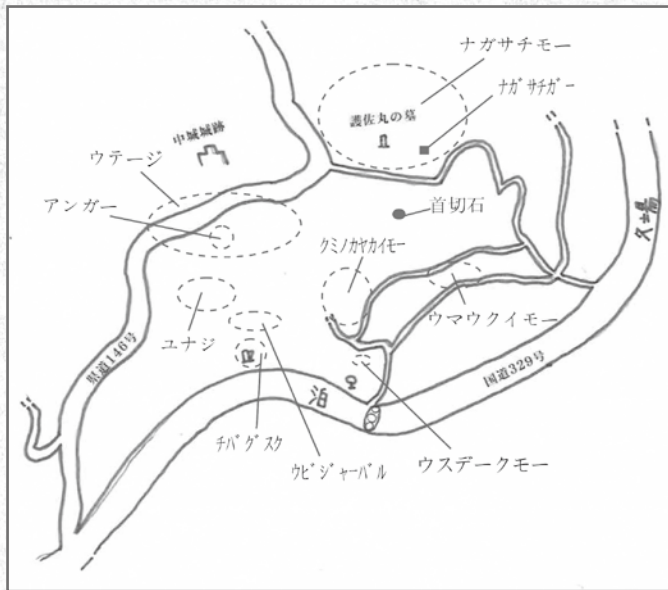 ナガサチモー
ナガサチガー
護佐丸の墓
中城城跡
ウテージ
アンガー
首切石
久場
クミノカヤカイモー
ウマウクイモー
ユナジ
県道146号
国道329号
泊
チバグスク
ウビジャーバル
ウスデークモー